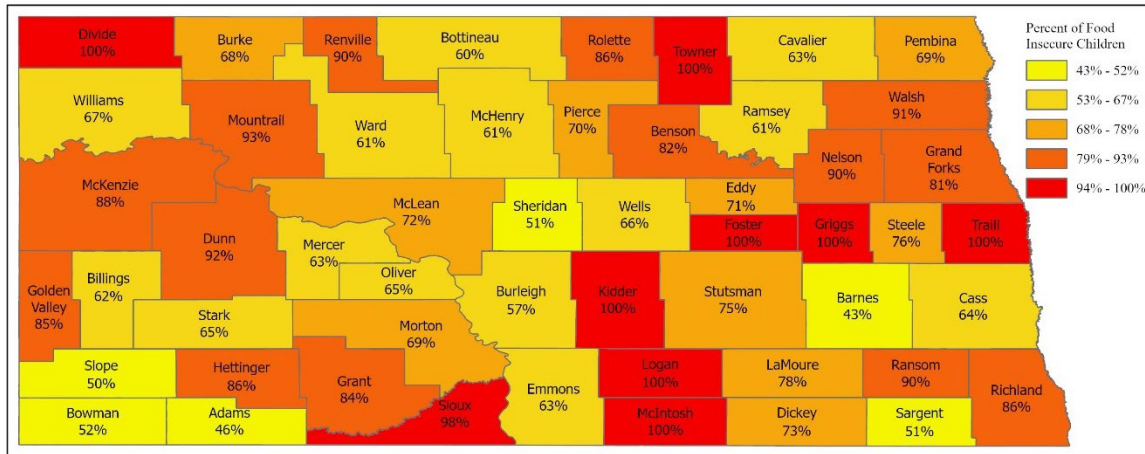 Divide
100%
Burke
68%
Renville
90%
Bottineau
60%
Rolette
86%
Towner
100%
Cavalier
63%
Pembina
69%
Williams
67%
Mountrail
93%
Ward
61%
McHenry
61%
Pierce
70%
Benson
82%
Ramsey
61%
Walsh
91%
Nelson
90%
Grand
Forks
81%
McKenzie
88%
Dunn
92%
McLean
72%
Mercer
63%
Oliver
65%
Sheridan
51%
Wells
66%
Eddy
71%
Foster
100%
Griggs
100%
Steele
76%
Traill
100%
Golden
Valley
85%
Billings
62%
Stark
65%
Morton
69%
Burleigh
57%
Kidder
100%
Stutsman
75%
Barnes
43%
Cass
64%
Slope
50%
Hettinger
86%
Grant
84%
Bowman
52%
Adams
46%
Sioux
98%
Emmons
63%
Logan
100%
McIntosh
100%
LaMoure
78%
Dickey
73%
Ransom
90%
Sargent
51%
Richland
86%
Percent of Food
Insecure Children
43% - 52%
53% - 67%
68% - 78%
79% - 93%
94% - 100%